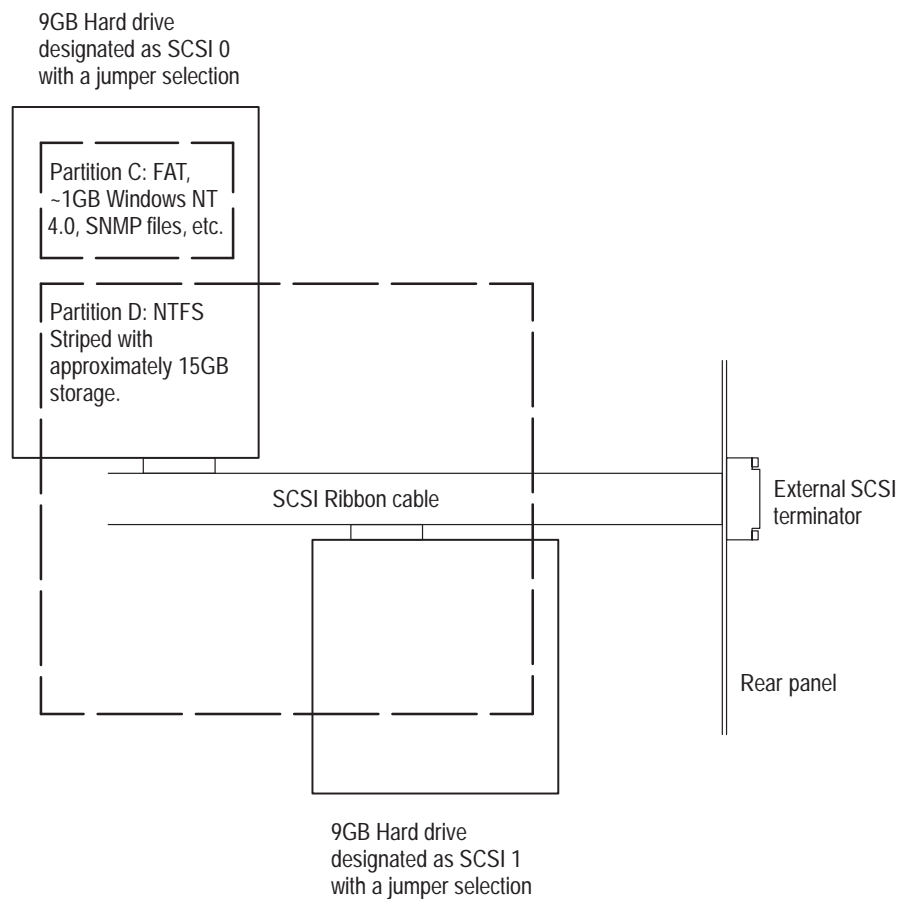 9GB Hard drive
designated as SCSI 0
with a jumper selection
Partition C: FAT,
~1GB Windows NT
4.0, SNMP files, etc.
Partition D: NTFS
Striped with
approximately 15GB
storage.
SCSI Ribbon cable
External SCSI
terminator
Rear panel
9GB Hard drive
designated as SCSI 1
with a jumper selection